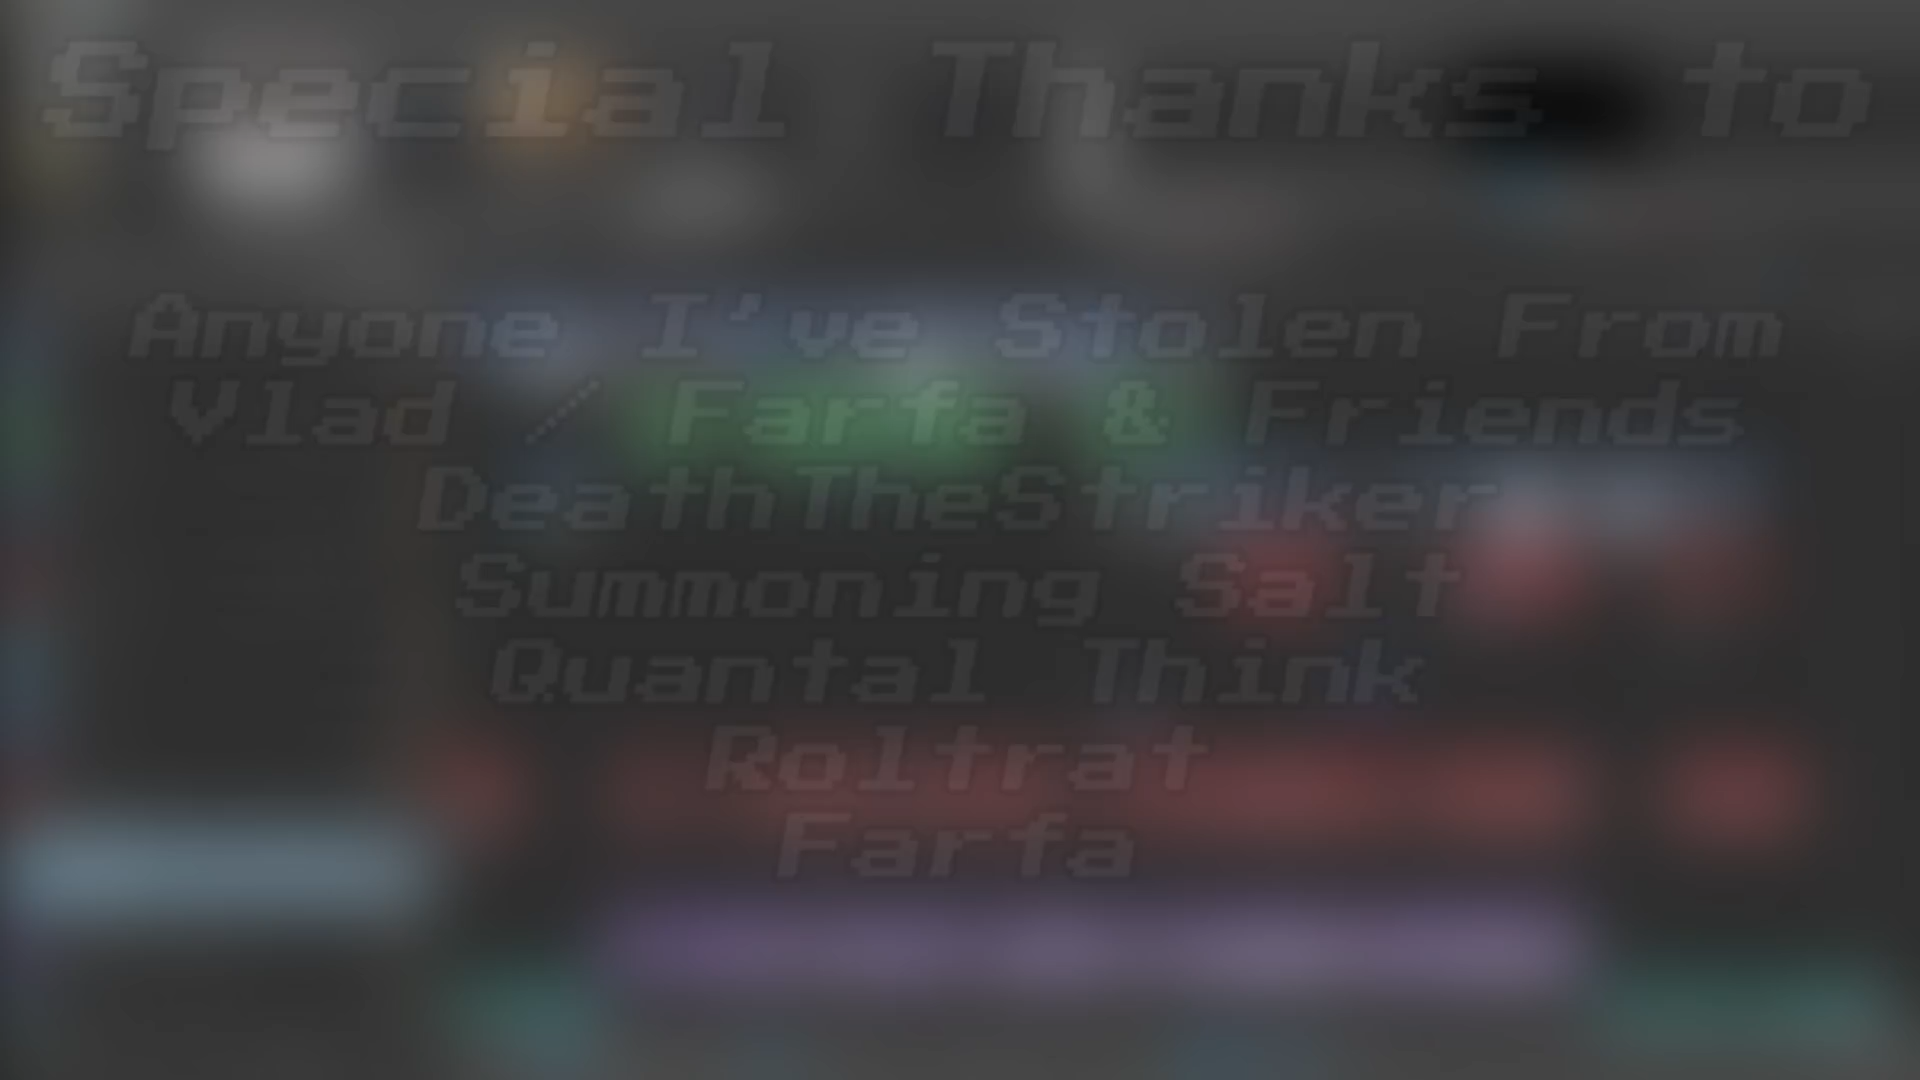 Special Thanks to
Anyone I've Stolen From
Vlad / Farfa & Friends
DeathTheStriker
Summoning Salt
Quantal Think
Roltrat
Farfa